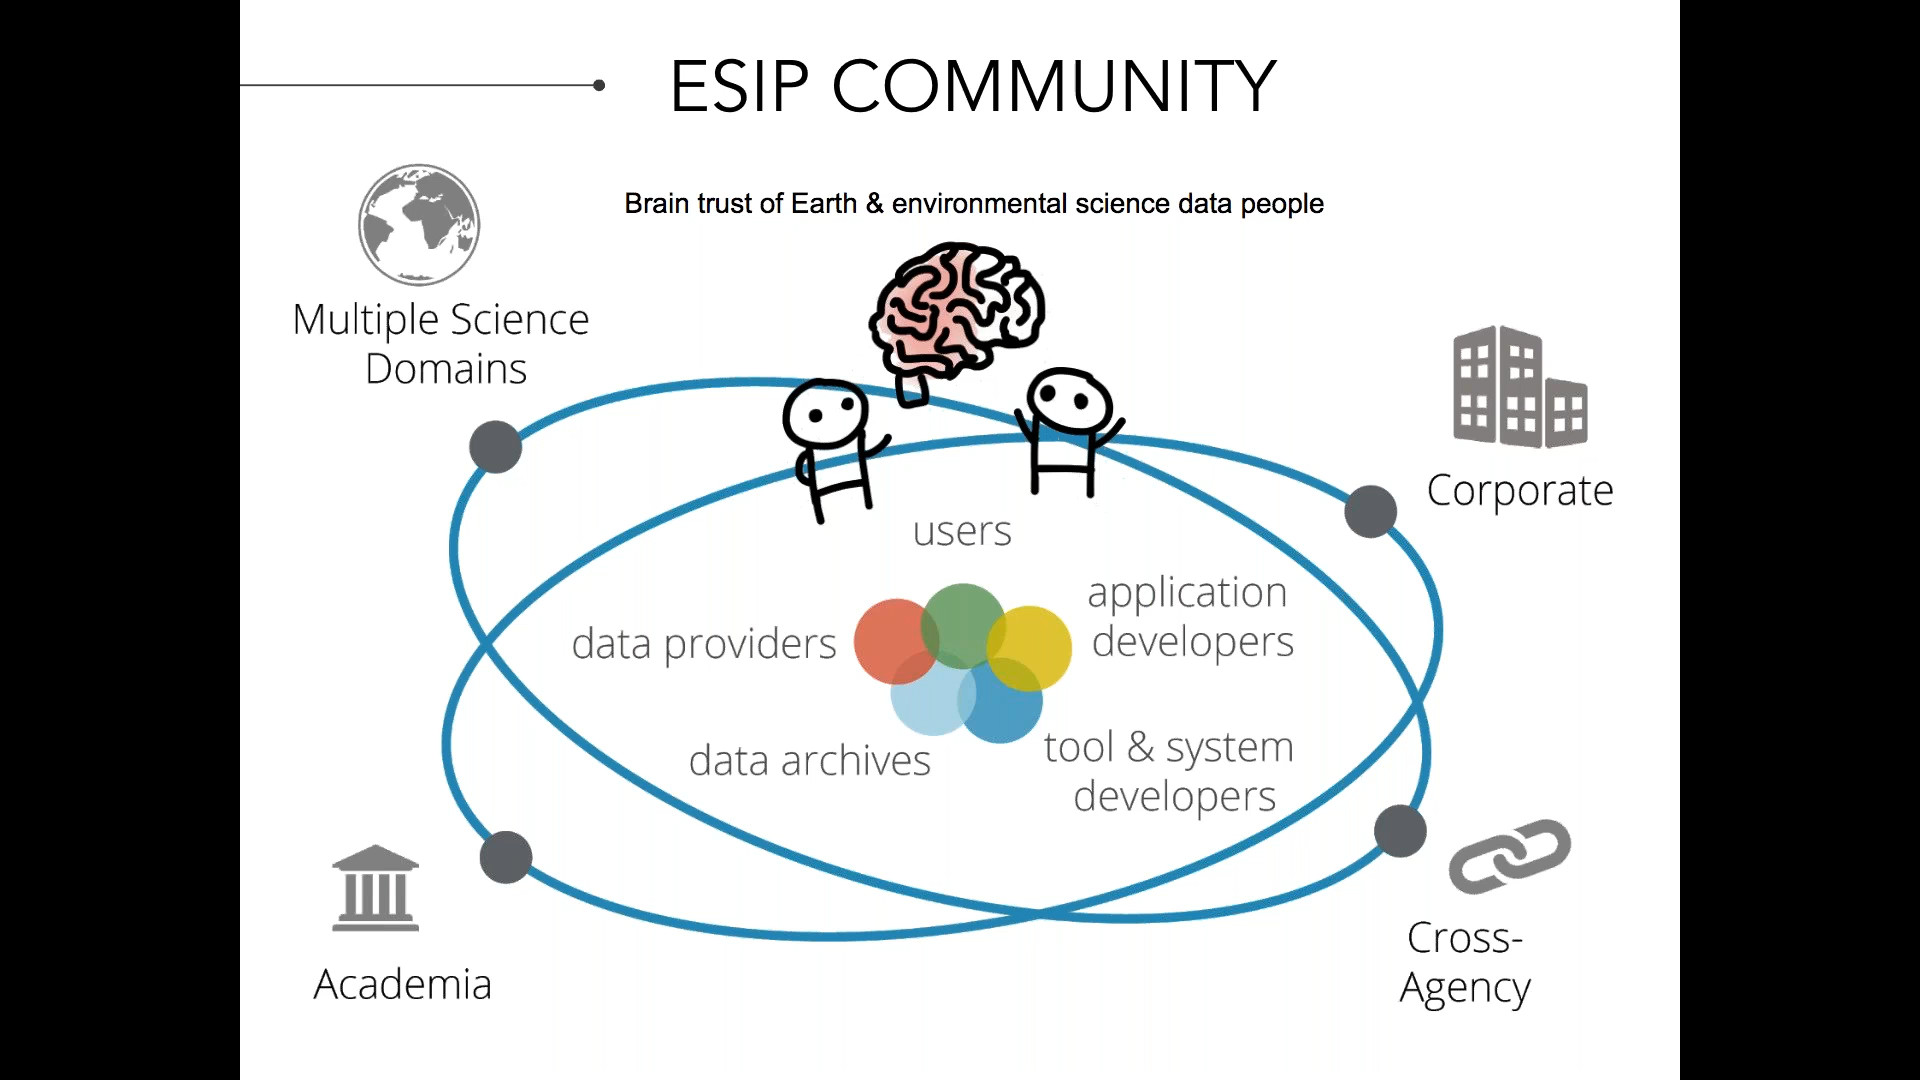 ESIP COMMUNITY
Brain trust of Earth & environmental science data people
Multiple Science
Domains
Corporate
users
application
developers
data providers
data archives
tool & system
developers
Academia
Cross-
Agency